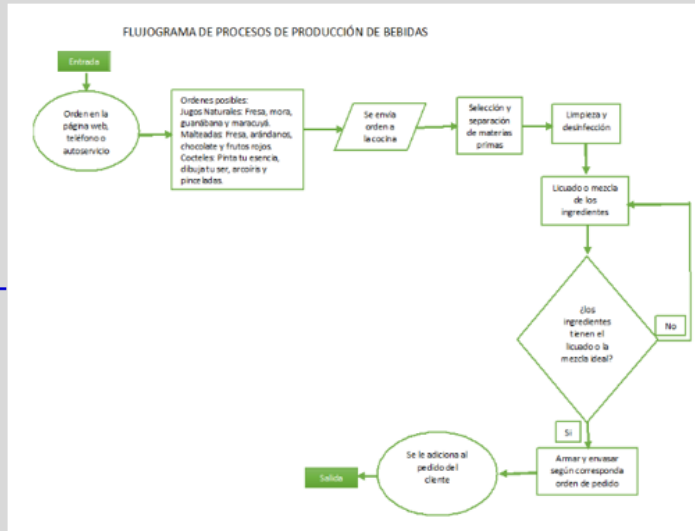 FLUJOGRAMA DE PROCESOS DE PRODUCCIÓN DE BEBIDAS
Entrada
Orden en la
página web,
teléfono o
autoservicio
Ordenes posibles:
Jugos Naturales: Fresa, mora,
guanábana y maracuyá.
Malteadas: Fresa, arándanos,
chocolate y frutos rojos.
Cocteles: Pinta tu esencia,
dibuja tu ser, arcoíris y
pinceladas.
Se envía
orden a
la cocina
Selección y
separación
de materias
primas
Limpieza y
desinfección
Licuado o mezcla
de los
ingredientes
¿los
ingredientes
tienen el
licuado o la
mezcla ideal?
No
Si
Armar y envasar
según corresponda
orden de pedido
Se le adiciona al
pedido del
cliente
Salida